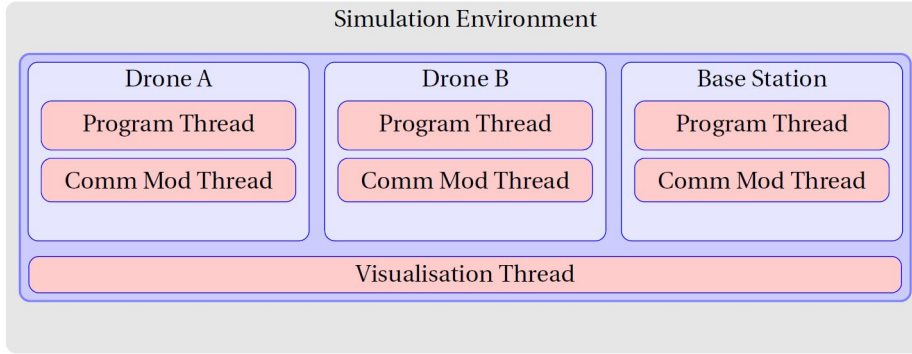 Simulation Environment
Drone A
Program Thread
Comm Mod Thread
Drone B
Program Thread
Comm Mod Thread
Base Station
Program Thread
Comm Mod Thread
Visualisation Thread